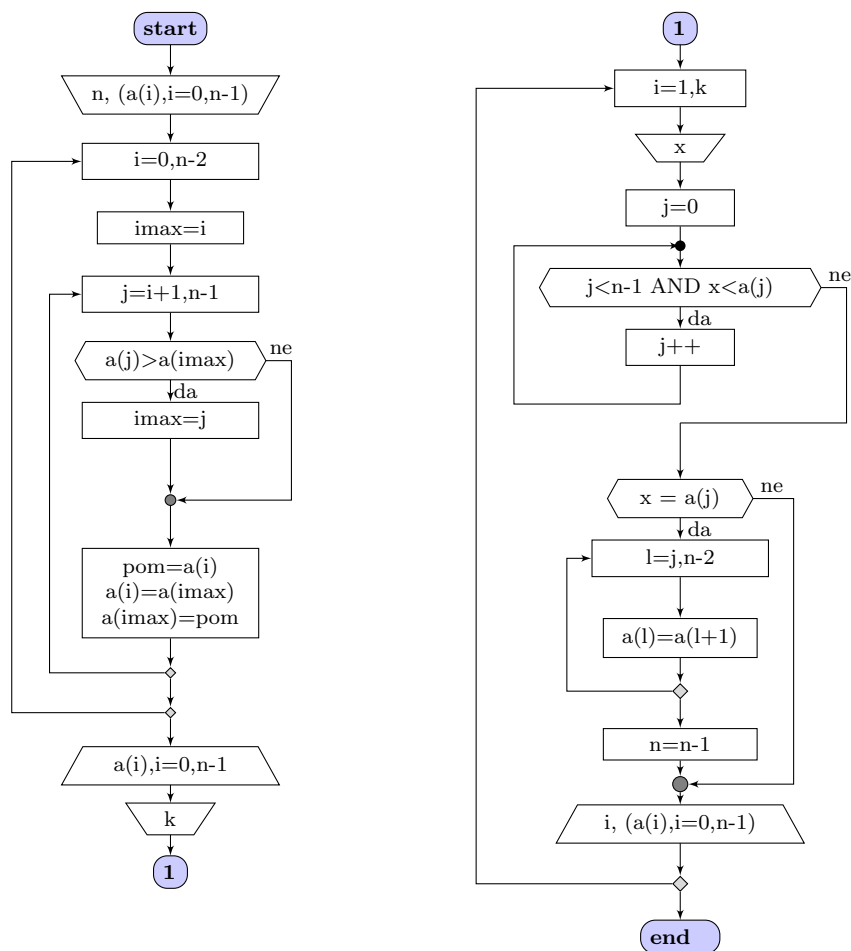 start
n, (a(i),i=0,n-1)
i=0,n-2
imax=i
j=i+1,n-1
a(j)>a(imax)
ne
da
imax=j
pom=a(i)
a(i)=a(imax)
a(imax)=pom
a(i),i=0,n-1
k
1
1
i=1,k
x
j=0
j<n-1 AND x<a(j)
ne
da
j++
x = a(j)
ne
da
l=j,n-2
a(l)=a(l+1)
n=n-1
i, (a(i),i=0,n-1)
end